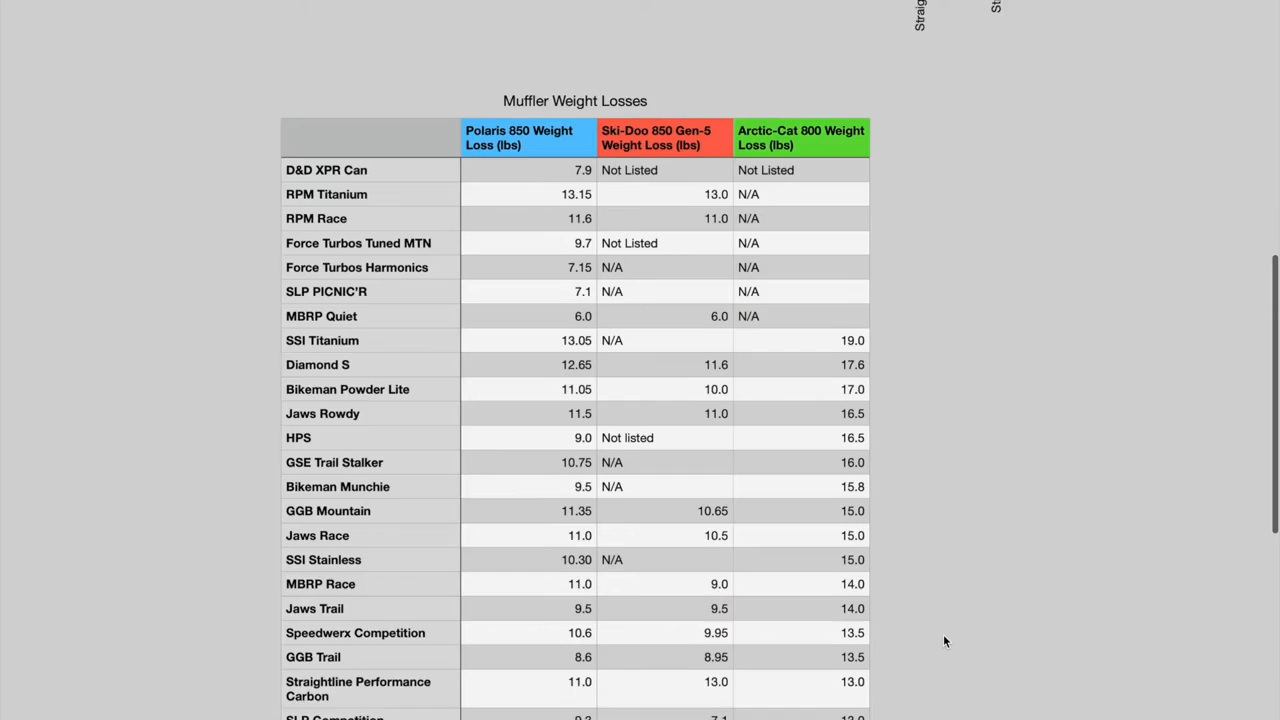 Straig
St
Muffler Weight Losses
Polaris 850 Weight Loss (lbs) Ski-Doo 850 Gen-5 Weight Loss (lbs) Arctic-Cat 800 Weight Loss (lbs)
D&D XPR Can 7.9 Not Listed Not Listed
RPM Titanium 13.15 13.0 N/A
RPM Race 11.6 11.0 N/A
Force Turbos Tuned MTN 9.7 Not Listed N/A
Force Turbos Harmonics 7.15 N/A N/A
SLP PICNIC'R 7.1 N/A N/A
MBRP Quiet 6.0 6.0 N/A
SSI Titanium 13.05 N/A 19.0
Diamond S 12.65 11.6 17.6
Bikeman Powder Lite 11.05 10.0 17.0
Jaws Rowdy 11.5 11.0 16.5
HPS 9.0 Not listed 16.5
GSE Trail Stalker 10.75 N/A 16.0
Bikeman Munchie 9.5 N/A 15.8
GGB Mountain 11.35 10.65 15.0
Jaws Race 11.0 10.5 15.0
SSI Stainless 10.30 N/A 15.0
MBRP Race 11.0 9.0 14.0
Jaws Trail 9.5 9.5 14.0
Speedwerx Competition 10.6 9.95 13.5
GGB Trail 8.6 8.95 13.5
Straightline Performance Carbon 11.0 13.0 13.0
SLP Competition